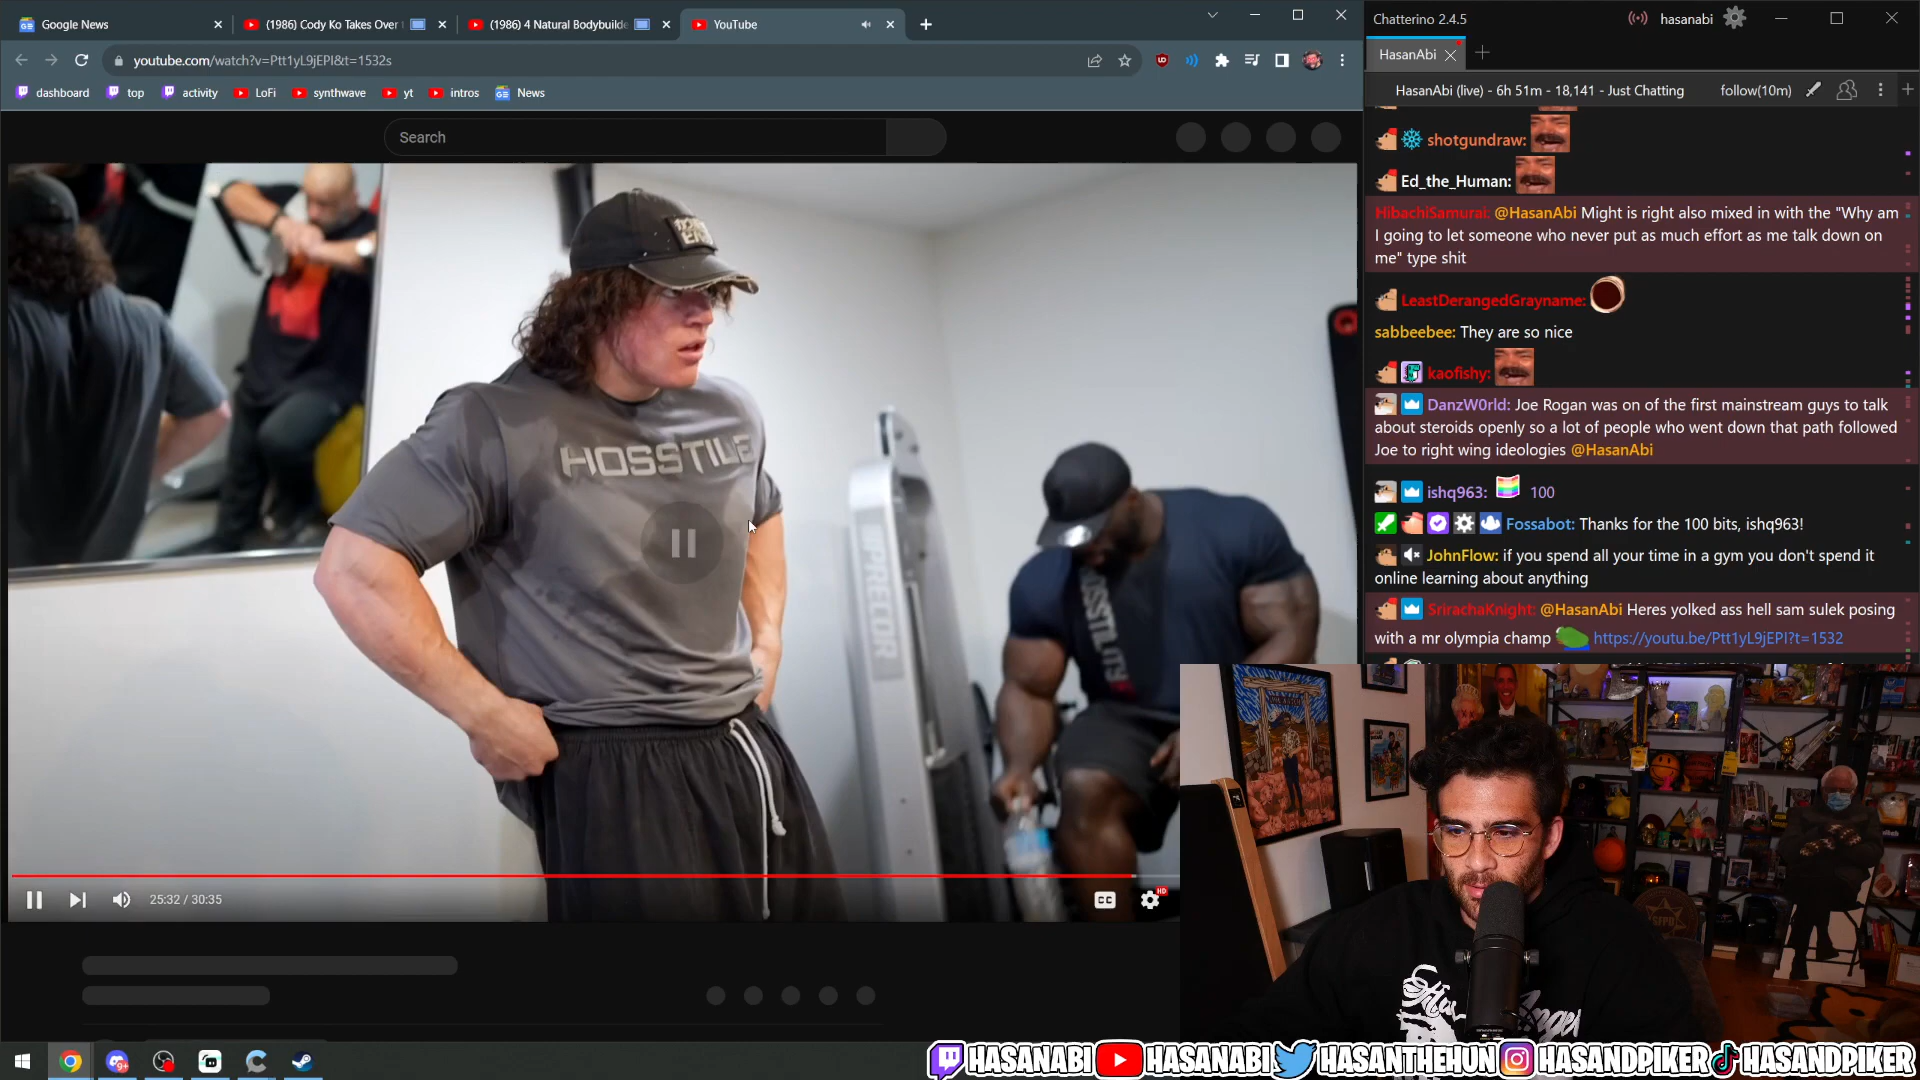 Google News
(1986) Cody Ko Takes Over
(1986) 4 Natural Bodybuilde
YouTube
youtube.com/watch?v=Ptt1yL9jEPI&t=1532s
dashboard
top
activity
LoFi
synthwave
yt
intros
News
Search
HOSSTILE
PRECOR
HOSSTILITY
25:32 / 30:35
CC
HD
Chatterino 2.4.5
hasanabi
HasanAbi
HasanAbi (live) - 6h 51m - 18,141 - Just Chatting
follow(10m)
shotgundraw:
Ed_the_Human:
HibachiSamurai: @HasanAbi Might is right also mixed in with the "Why am
I going to let someone who never put as much effort as me talk down on
me" type shit
LeastDerangedGrayname:
sabbeebee: They are so nice
kaofishy:
DanzW0rld: Joe Rogan was on of the first mainstream guys to talk
about steroids openly so a lot of people who went down that path followed
Joe to right wing ideologies @HasanAbi
ishq963: 100
Fossabot: Thanks for the 100 bits, ishq963!
JohnFlow: if you spend all your time in a gym you don't spend it
online learning about anything
SrirachaKnight: @HasanAbi Heres yolked ass hell sam sulek posing
with a mr olympia champ https://youtu.be/Ptt1yL9jEPI?t=1532
HASANABI HASANABI HASANTHEHUN HASANDPIKER HASANDPIKER